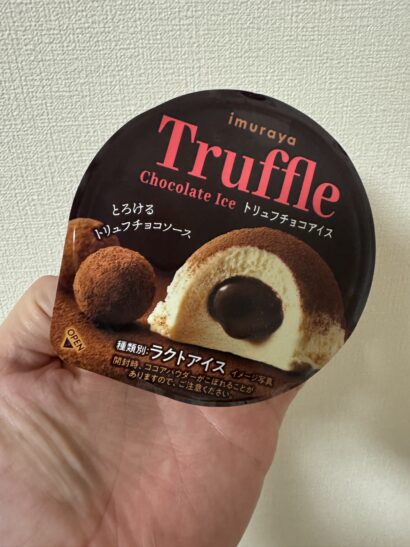 imuraya
Truffle
Chocolate Ice トリュフチョコアイス
とろける
トリュフチョコソース
OPEN
種類別:ラクトアイス イメージ写真
開封時、ココアパウダーがこぼれることが
ありますので、ご注意ください。